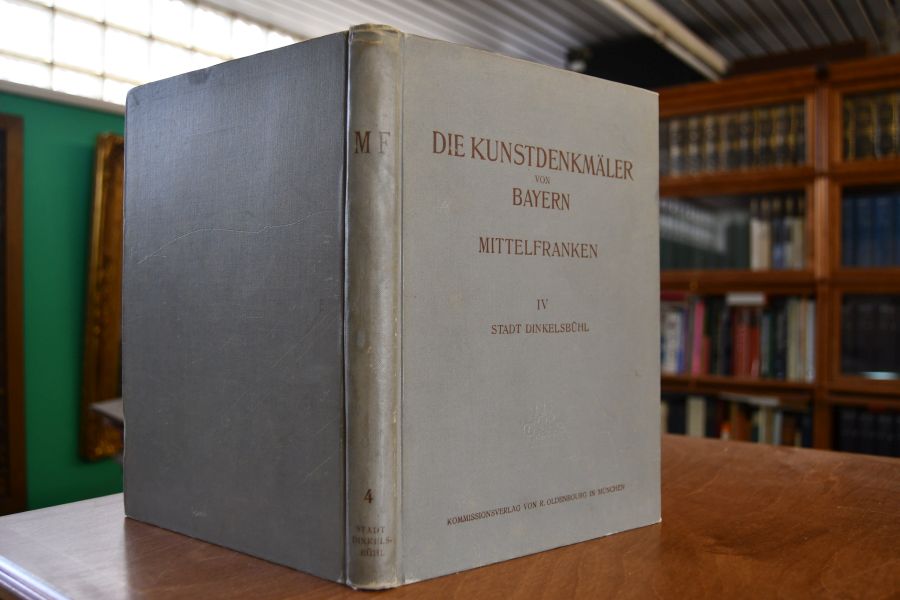 M F
4
STADT
DINKELS-
BÜHL
DIE KUNSTDENKMÄLER
VON
BAYERN
MITTELFRANKEN
IV
STADT DINKELSBÜHL
KOMMISSIONSVERLAG VON R. OLDENBOURG IN MÜNCHEN